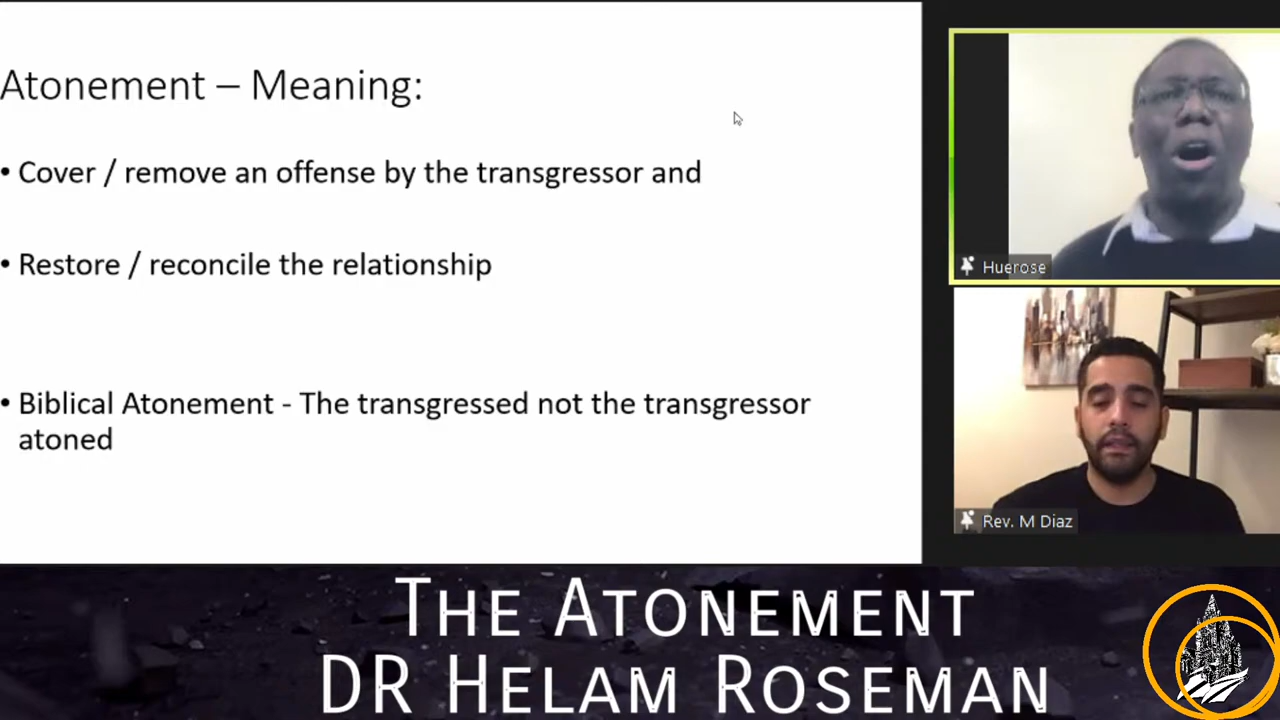 Atonement – Meaning:
• Cover / remove an offense by the transgressor and
• Restore / reconcile the relationship
• Biblical Atonement - The transgressed not the transgressor
atoned
Huerose
Rev. M Diaz
THE ATONEMENT
DR HELAM ROSEMAN